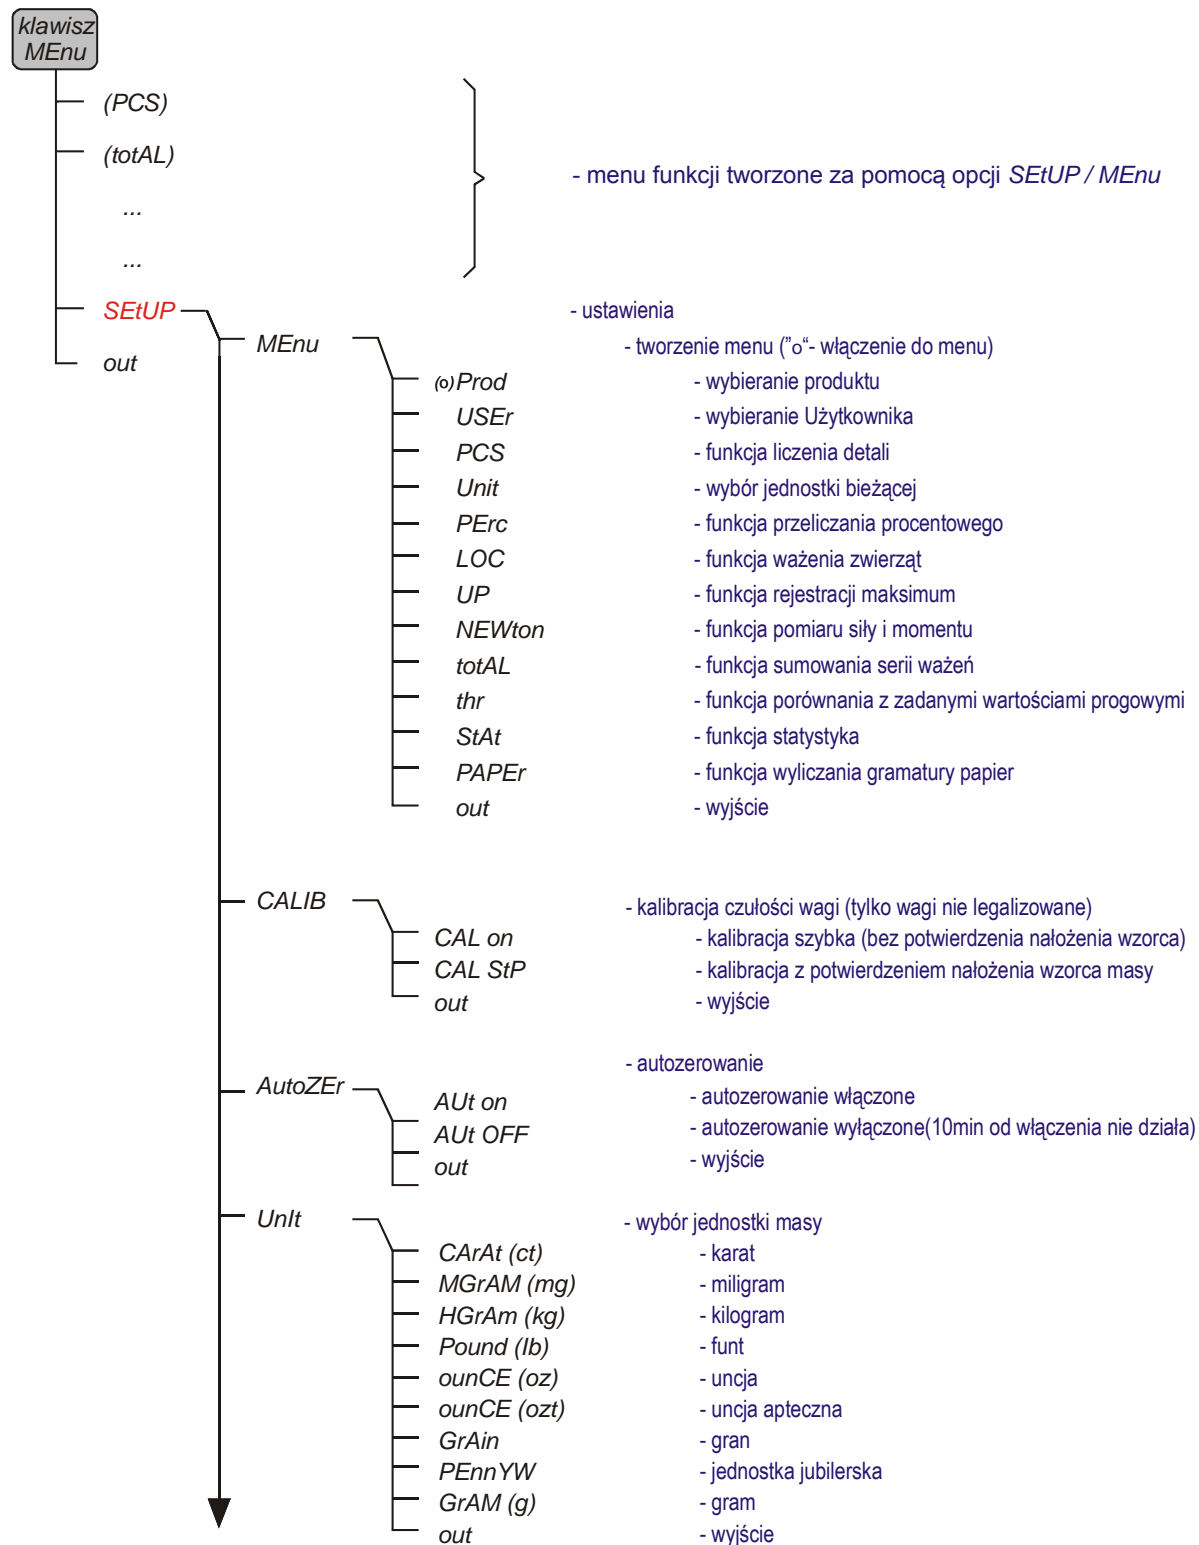 klawisz
MEnu
(PCS)
(totAL)
...
...
- menu funkcji tworzone za pomocą opcji SEtUP / MEnu
SEtUP - ustawienia
out
MEnu - tworzenie menu ("o“- włączenie do menu)
(o) Prod - wybieranie produktu
USEr - wybieranie Użytkownika
PCS - funkcja liczenia detali
Unit - wybór jednostki bieżącej
PErc - funkcja przeliczania procentowego
LOC - funkcja ważenia zwierząt
UP - funkcja rejestracji maksimum
NEWton - funkcja pomiaru siły i momentu
totAL - funkcja sumowania serii ważeń
thr - funkcja porównania z zadanymi wartościami progowymi
StAt - funkcja statystyka
PAPEr - funkcja wyliczania gramatury papier
out - wyjście
CALIB - kalibracja czułości wagi (tylko wagi nie legalizowane)
CAL on - kalibracja szybka (bez potwierdzenia nałożenia wzorca)
CAL StP - kalibracja z potwierdzeniem nałożenia wzorca masy
out - wyjście
AutoZEr - autozerowanie
AUt on - autozerowanie włączone
AUt OFF - autozerowanie wyłączone(10min od włączenia nie działa)
out - wyjście
UnIt - wybór jednostki masy
CArAt (ct) - karat
MGrAM (mg) - miligram
HGrAm (kg) - kilogram
Pound (lb) - funt
ounCE (oz) - uncja
ounCE (ozt) - uncja apteczna
GrAin - gran
PEnnYW - jednostka jubilerska
GrAM (g) - gram
out - wyjście